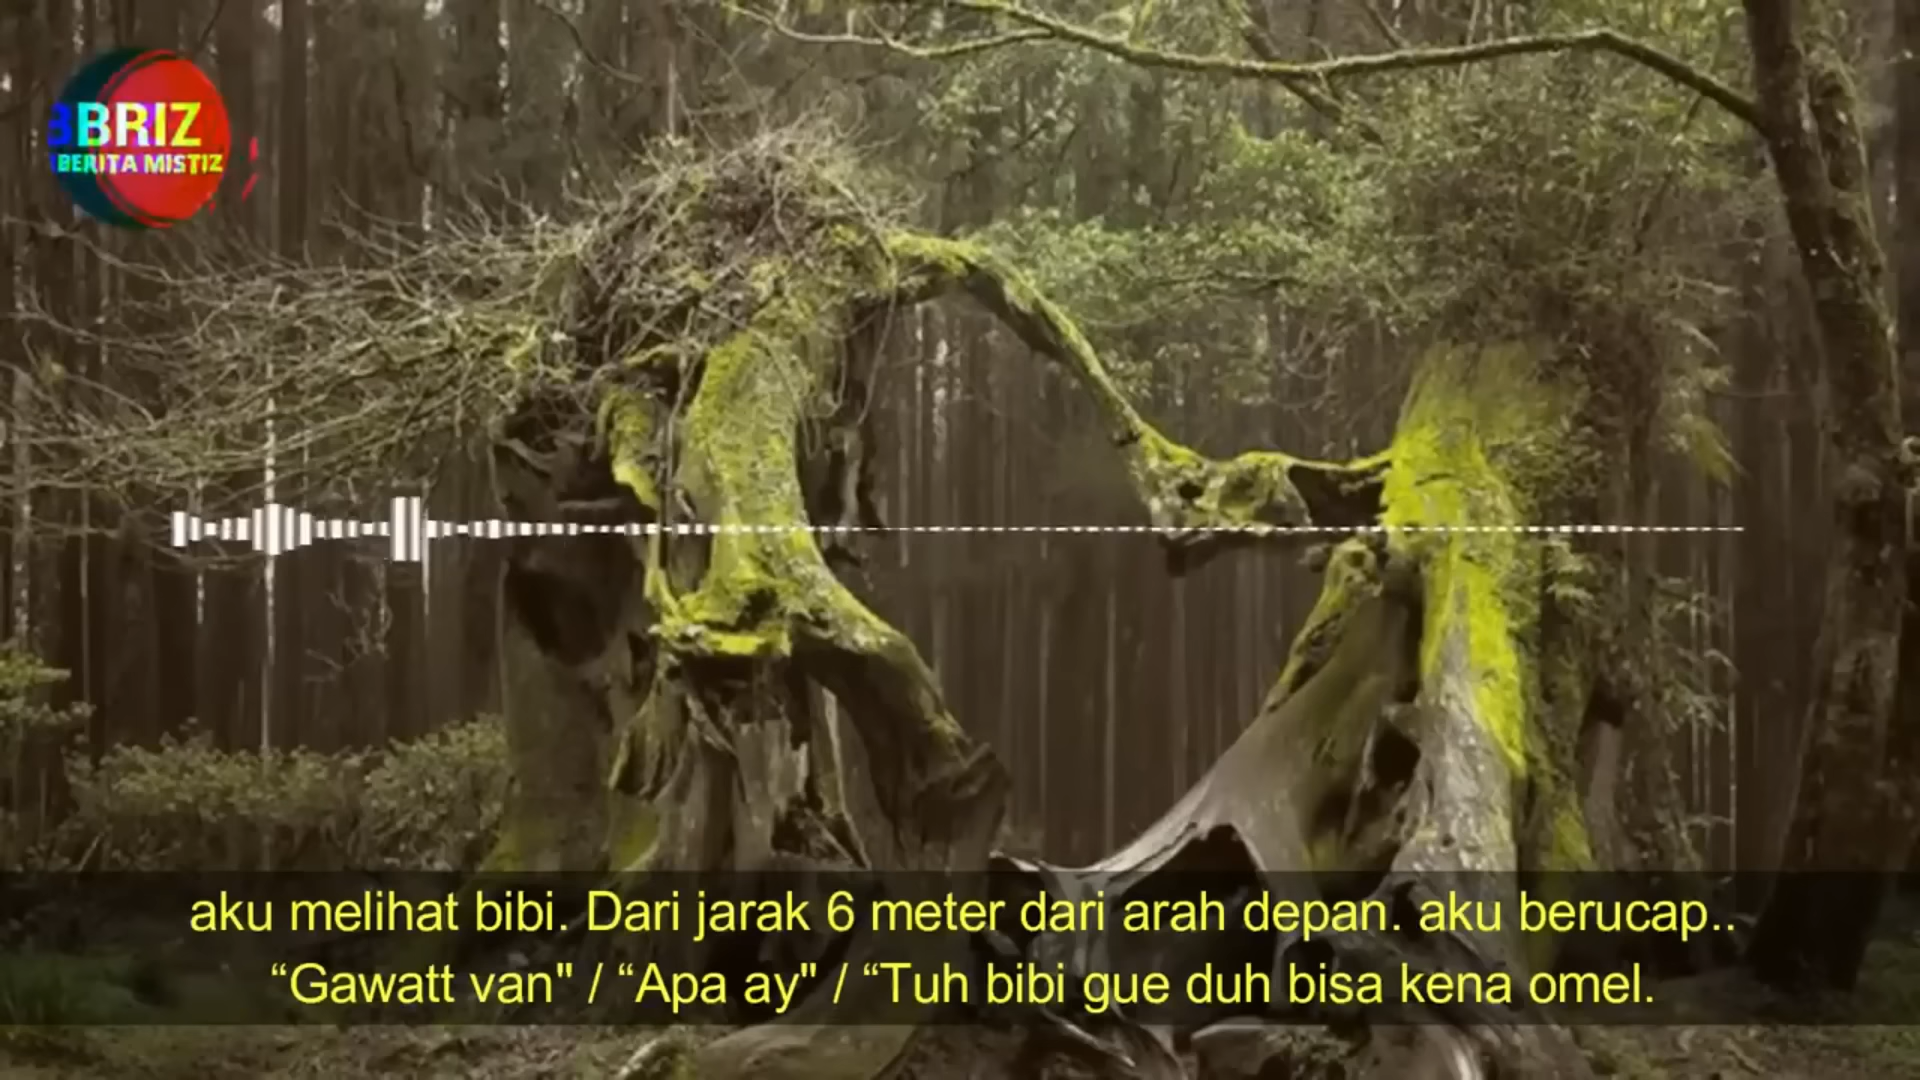 BRIZ
BERITA MISTIZ
aku melihat bibi. Dari jarak 6 meter dari arah depan. aku berucap..
“Gawatt van" / “Apa ay" / “Tuh bibi gue duh bisa kena omel.